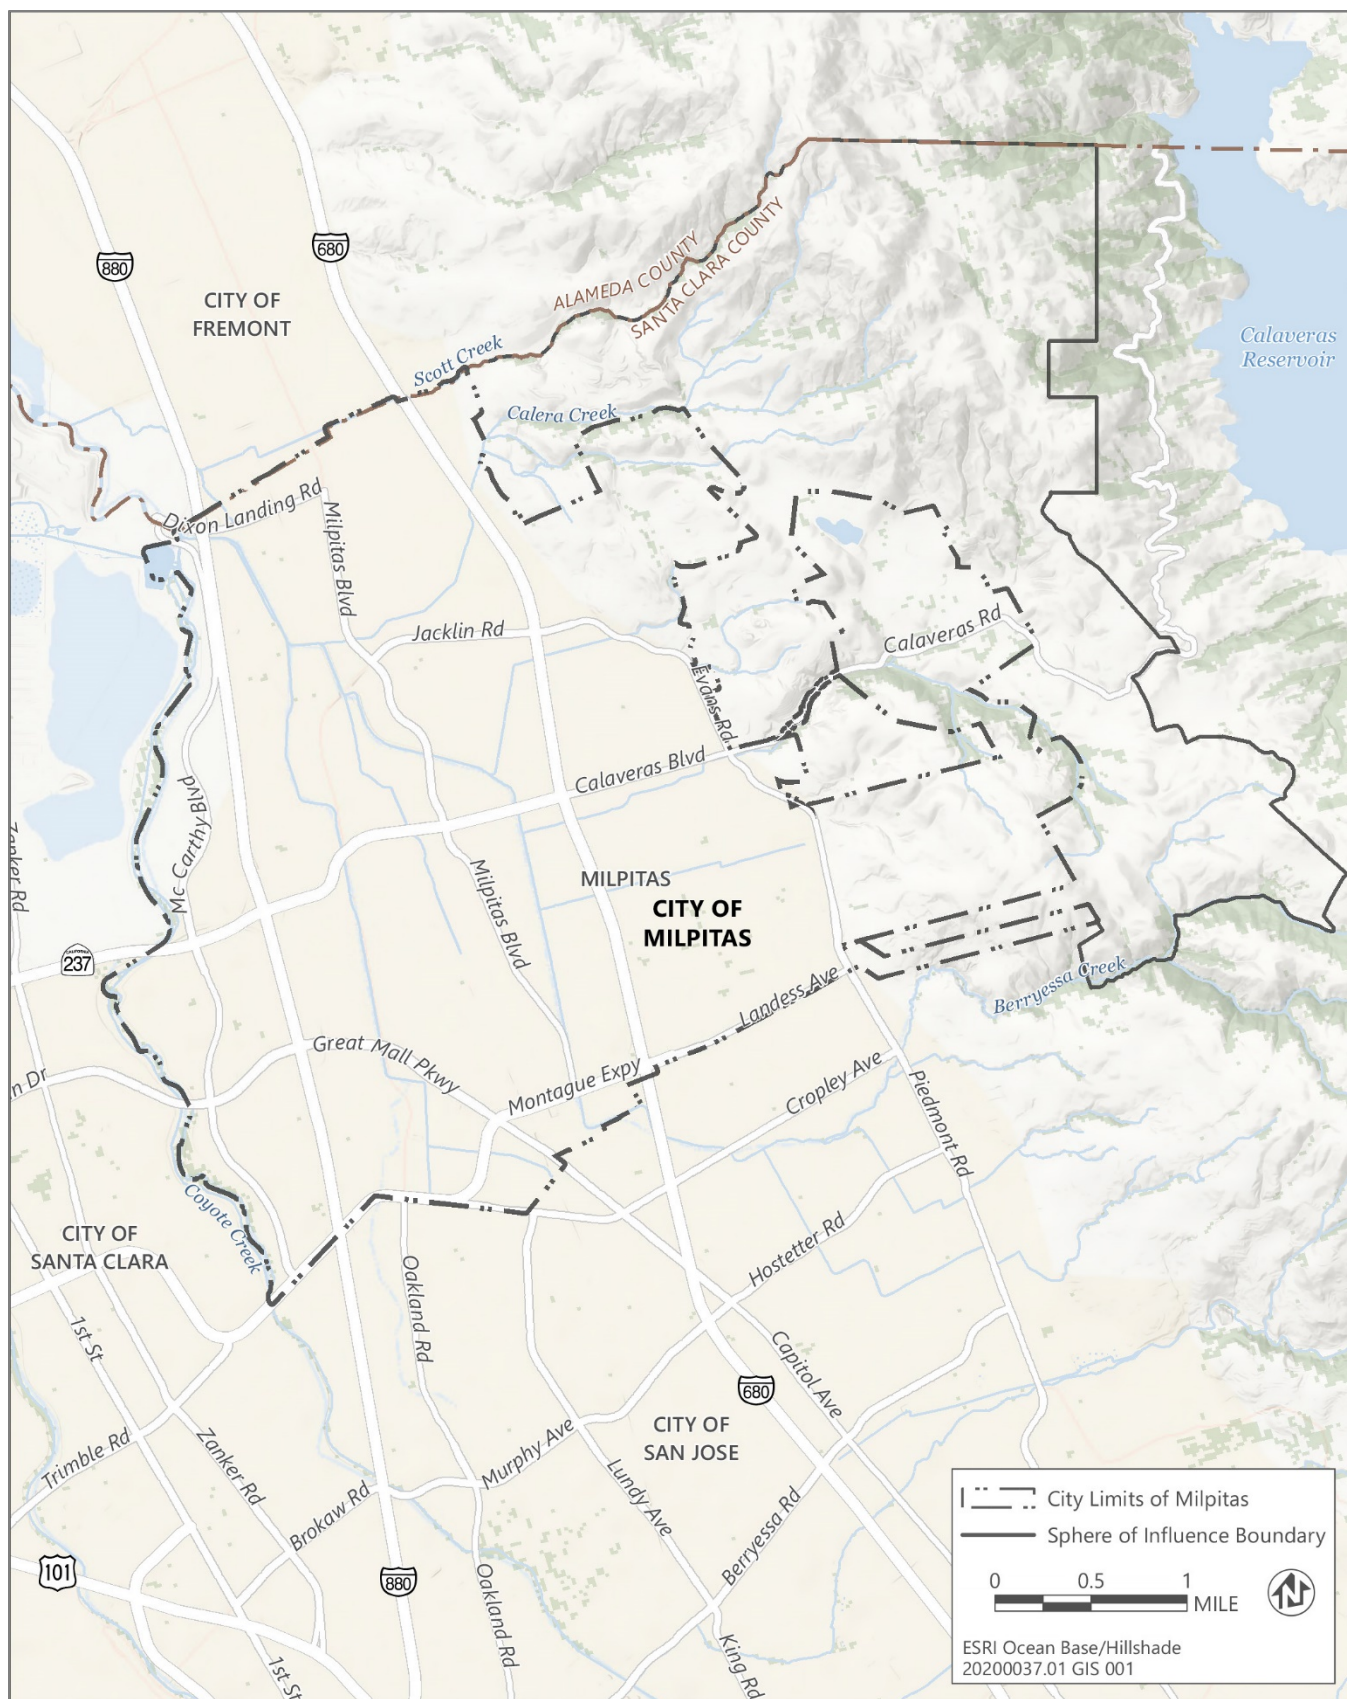 880
680
CITY OF
FREMONT
ALAMEDA COUNTY
SANTA CLARA COUNTY
Calaveras
Reservoir
Scott Creek
Calera Creek
Dixon Landing Rd
Milpitas Blvd
Jacklin Rd
Evans Rd
Calaveras Rd
Calaveras Blvd
Mc Carthy Blvd
Zanker Rd
MILPITAS
CITY OF
MILPITAS
Milpitas Blvd
237
Landess Ave
Berryessa Creek
Great Mall Pkwy
Montague Expy
Cropley Ave
Piedmont Rd
n Dr
CITY OF
SANTA CLARA
Coyote Creek
Oakland Rd
Hostetter Rd
1st St
Capitol Ave
680
CITY OF
SAN JOSE
Trimble Rd
Zanker Rd
Murphy Ave
Brokaw Rd
Lundy Ave
Berryessa Rd
101
880
Oakland Rd
1st St
King Rd
City Limits of Milpitas
Sphere of Influence Boundary
0 0.5 1
MILE
N
ESRI Ocean Base/Hillshade
20200037.01 GIS 001